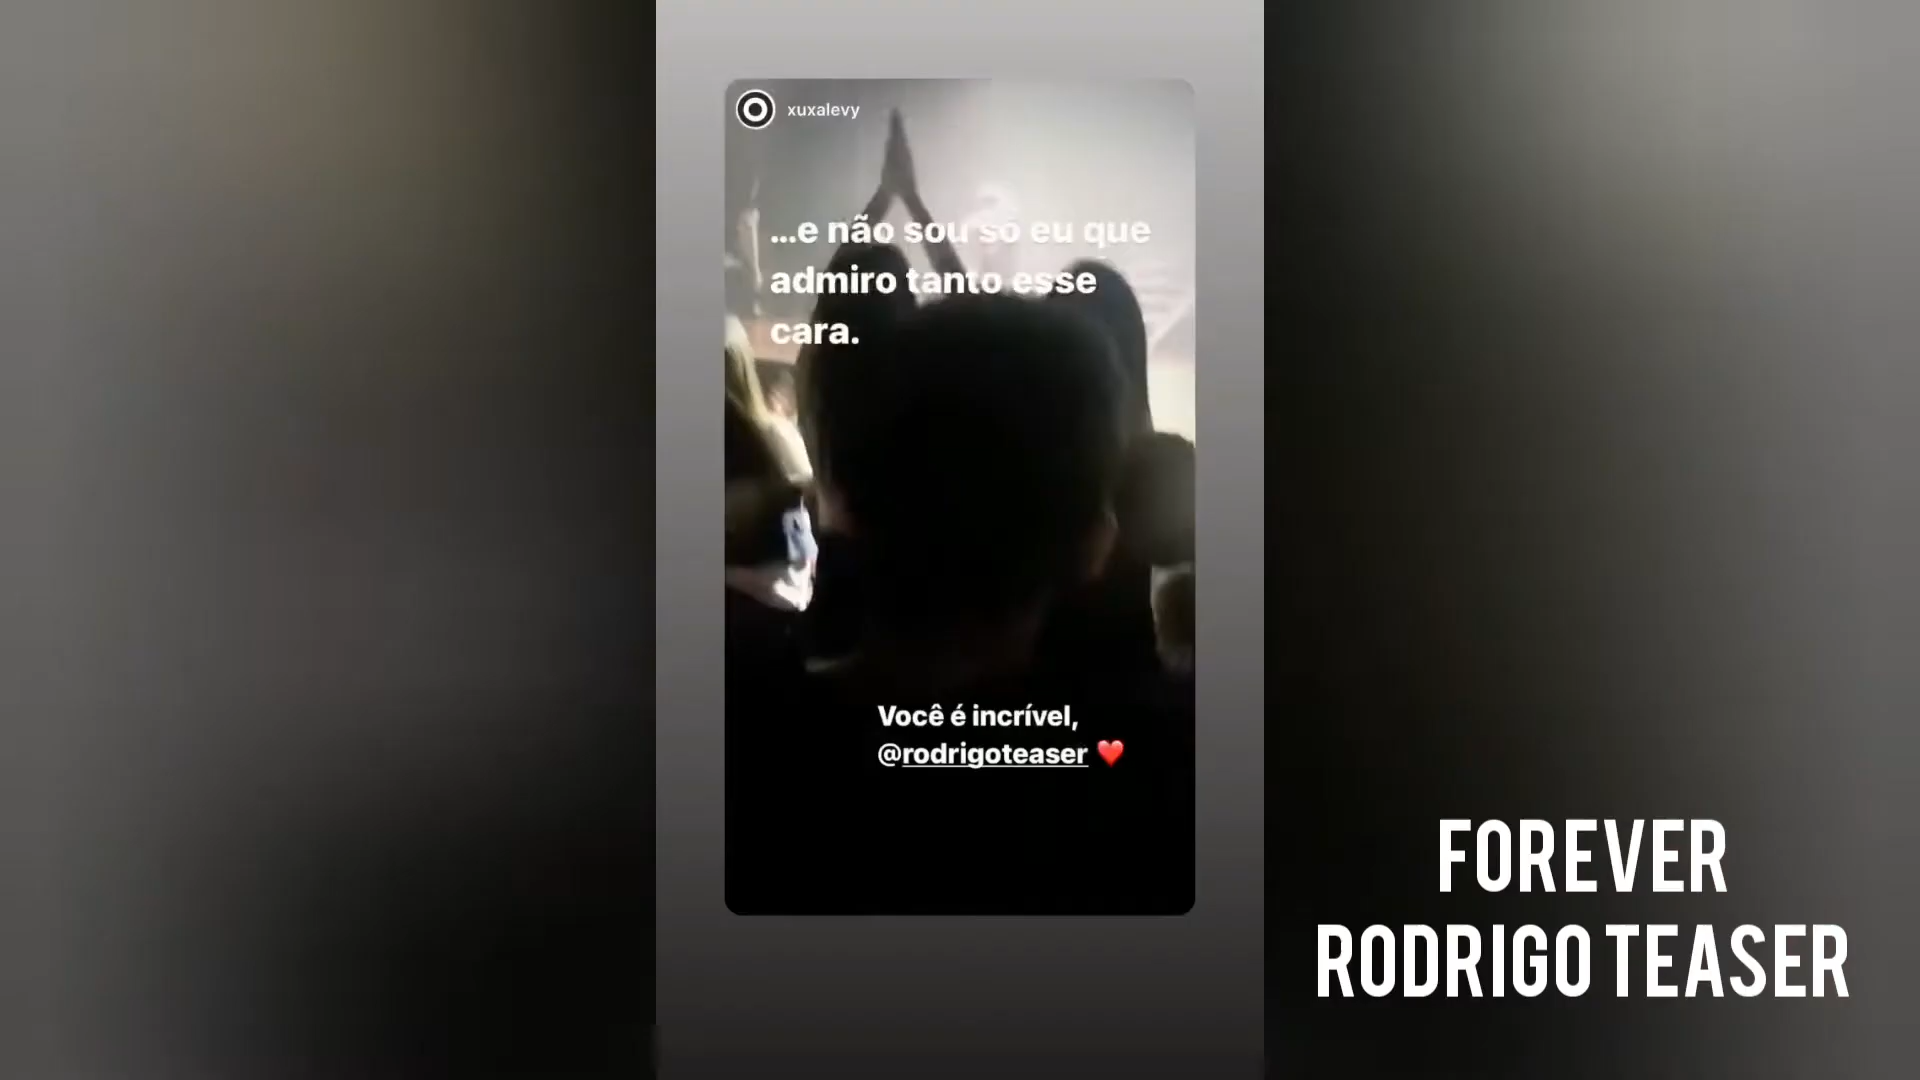 xuxalevy
...e não sou só eu que
admiro tanto esse
cara.
Você é incrível,
@rodrigoteaser ❤️
FOREVER
RODRIGO TEASER